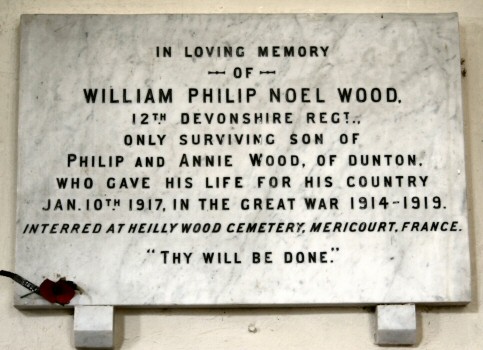 IN LOVING MEMORY
OF
WILLIAM PHILIP NOEL WOOD,
12TH DEVONSHIRE REGT.,
ONLY SURVIVING SON OF
PHILIP AND ANNIE WOOD, OF DUNTON,
WHO GAVE HIS LIFE FOR HIS COUNTRY
JAN. 10TH 1917, IN THE GREAT WAR 1914-1919.
INTERRED AT HEILLY WOOD CEMETERY, MERICOURT, FRANCE.
"THY WILL BE DONE."